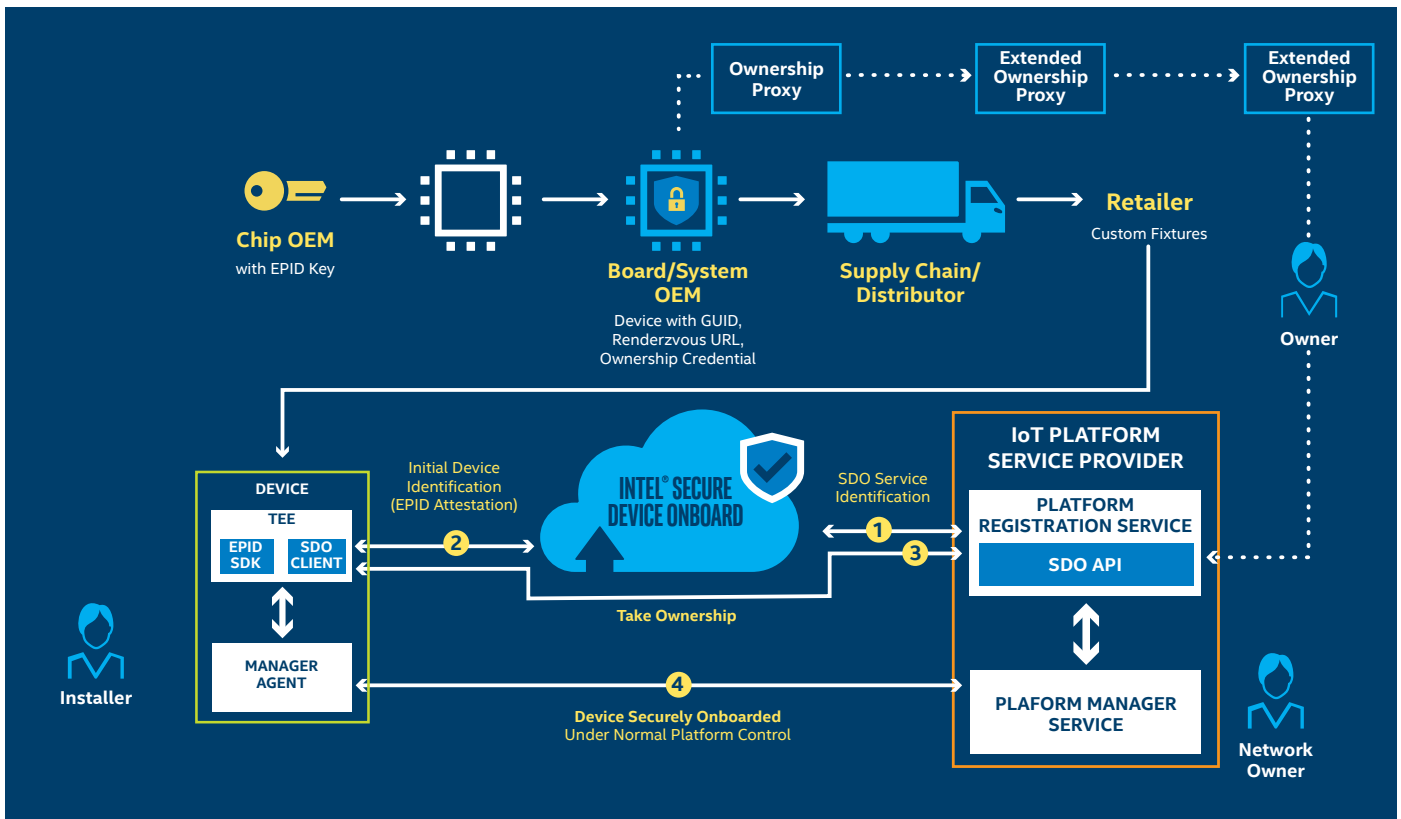 Ownership
Proxy
Extended
Ownership
Proxy
Extended
Ownership
Proxy
Chip OEM
with EPID Key
Board/System
OEM
Device with GUID,
Renderzvous URL,
Ownership Credential
Supply Chain/
Distributor
Retailer
Custom Fixtures
Owner
DEVICE
TEE
EPID
SDK
SDO
CLIENT
MANAGER
AGENT
Installer
Initial Device
Identification
(EPID Attestation)
2
INTEL® SECURE
DEVICE ONBOARD
SDO Service
Identification
1
3
Take Ownership
4
Device Securely Onboarded
Under Normal Platform Control
IoT PLATFORM
SERVICE PROVIDER
PLATFORM
REGISTRATION SERVICE
SDO API
PLAFORM MANAGER
SERVICE
Network
Owner